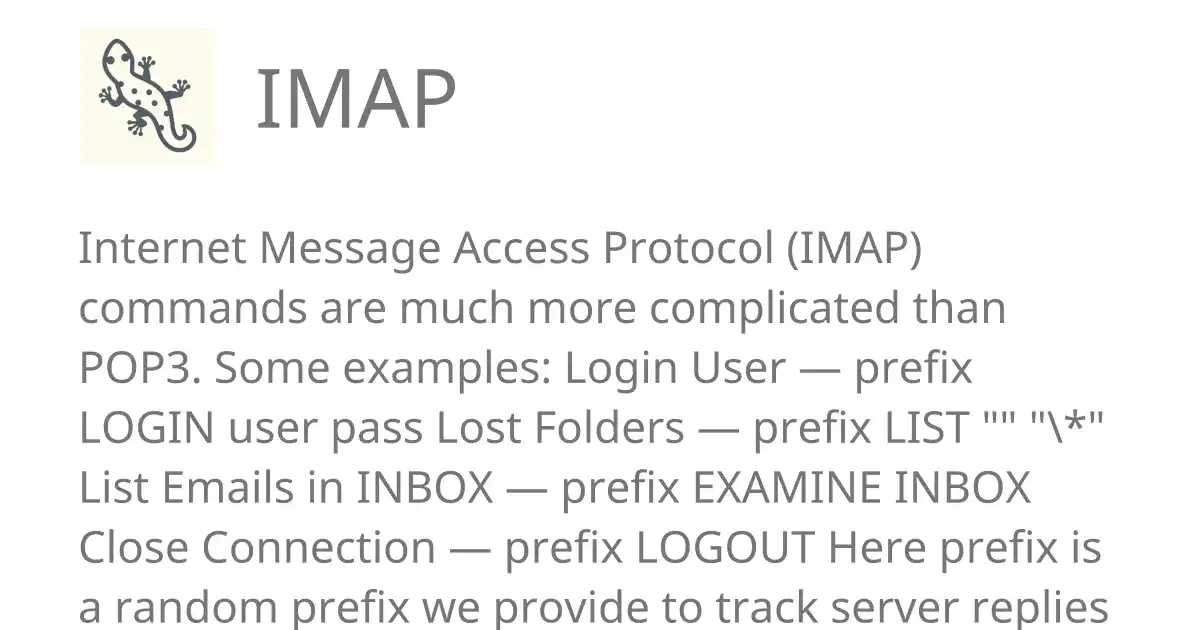 IMAP
Internet Message Access Protocol (IMAP)
commands are much more complicated than
POP3. Some examples: Login User — prefix
LOGIN user pass Lost Folders — prefix LIST "" "\*"
List Emails in INBOX — prefix EXAMINE INBOX
Close Connection — prefix LOGOUT Here prefix is
a random prefix we provide to track server replies